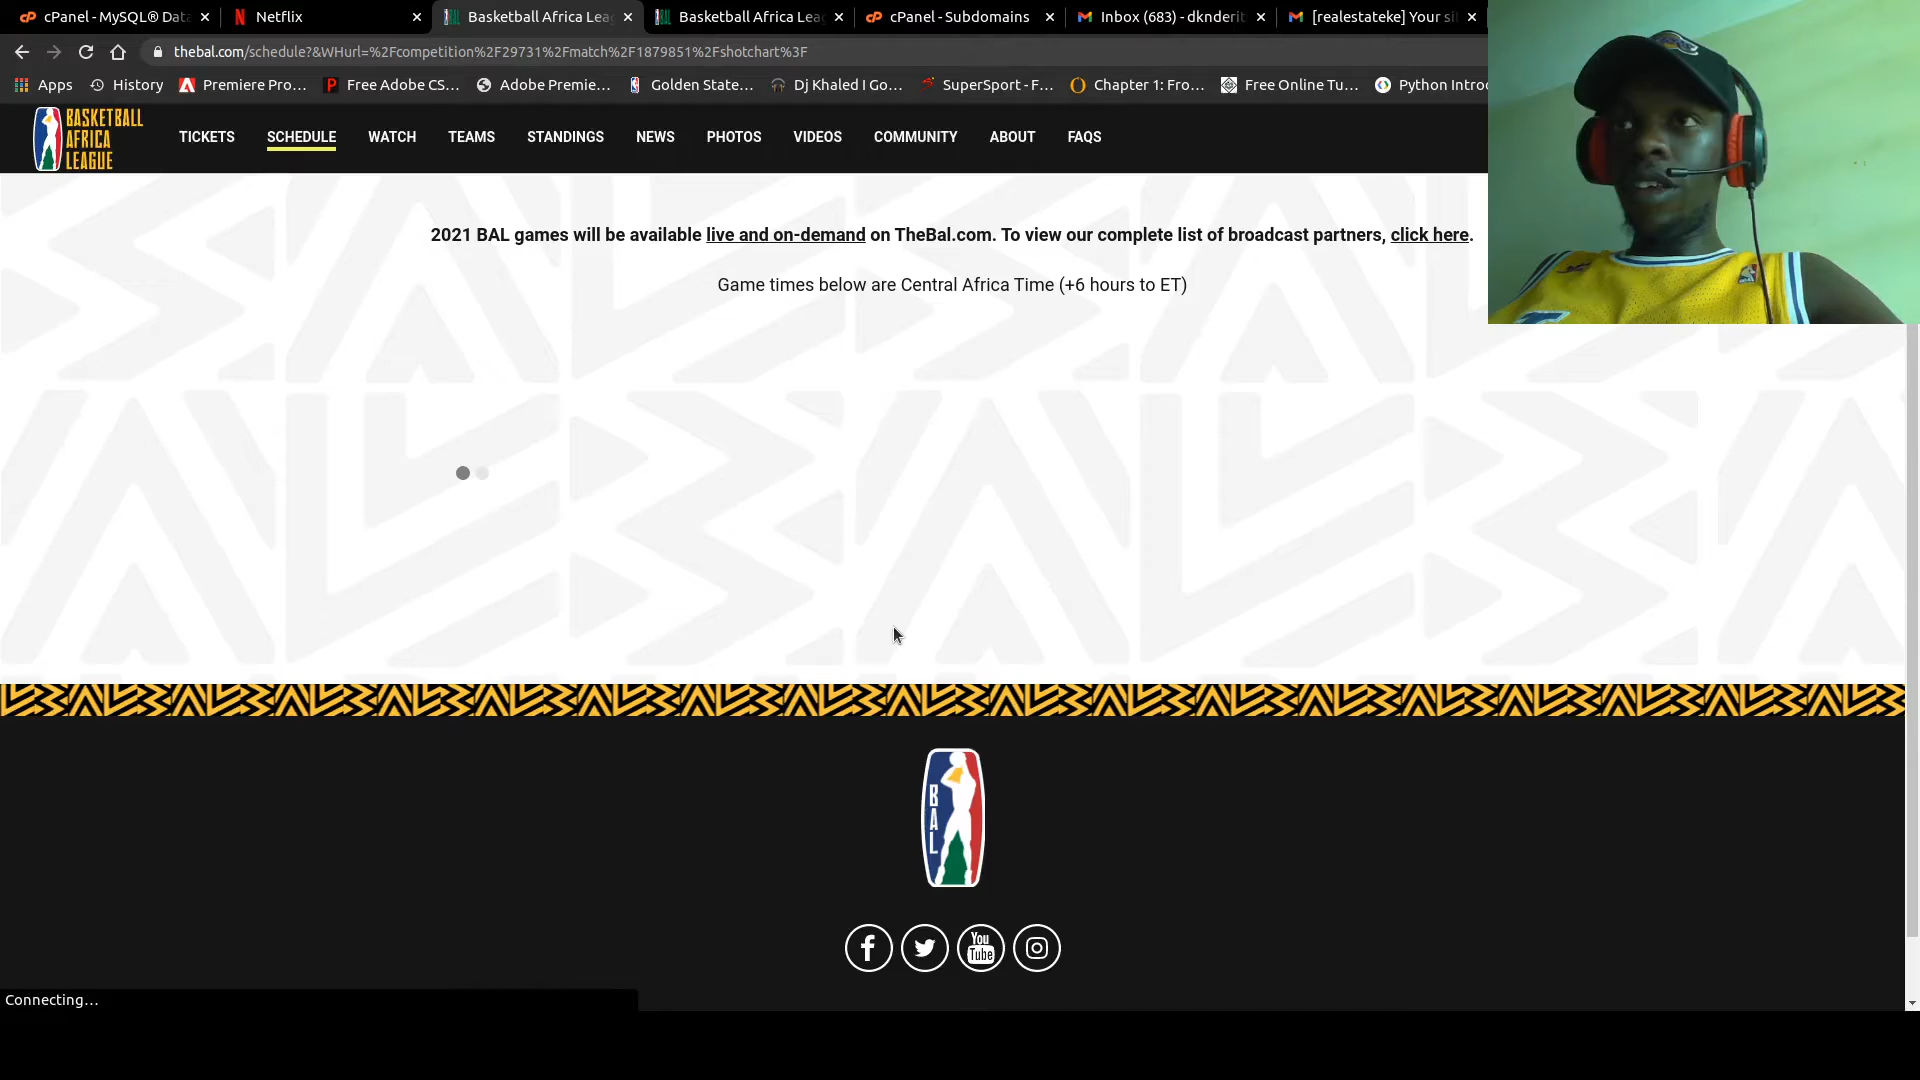 cPanel - MySQL® Data
Netflix
Basketball Africa Lea
Basketball Africa Lea
cPanel - Subdomains
Inbox (683) - dknderit
[realestateke] Your si
thebal.com/schedule?&WHurl=%2Fcompetition%2F29731%2Fmatch%2F1879851%2Fshotchart%3F
Apps
History
Premiere Pro…
Free Adobe CS…
Adobe Premie…
Golden State…
Dj Khaled I Go…
SuperSport - F…
Chapter 1: Fro…
Free Online Tu…
Python Intro
BASKETBALL
AFRICA
LEAGUE
TICKETS
SCHEDULE
WATCH
TEAMS
STANDINGS
NEWS
PHOTOS
VIDEOS
COMMUNITY
ABOUT
FAQS
2021 BAL games will be available live and on-demand on TheBal.com. To view our complete list of broadcast partners, click here.
Game times below are Central Africa Time (+6 hours to ET)
BAL
You
Tube
Connecting…